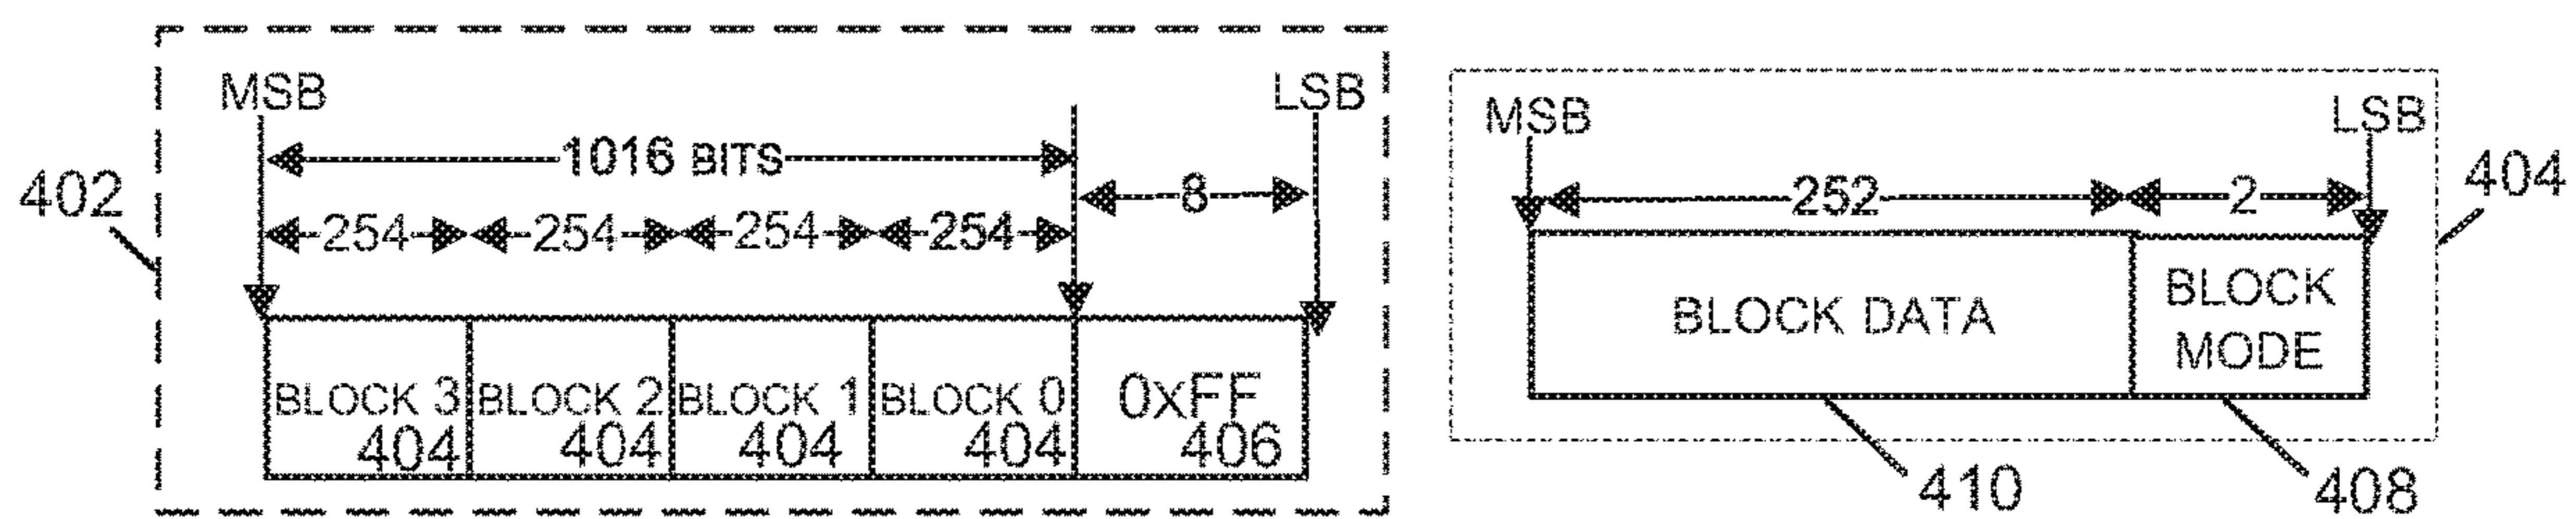 MSB
LSB
1016 BITS
8
254 254 254 254
402
BLOCK 3 BLOCK 2 BLOCK 1 BLOCK 0 0xFF
404 404 404 404 406
MSB
LSB
252 2
404
BLOCK DATA
BLOCK
MODE
410
408